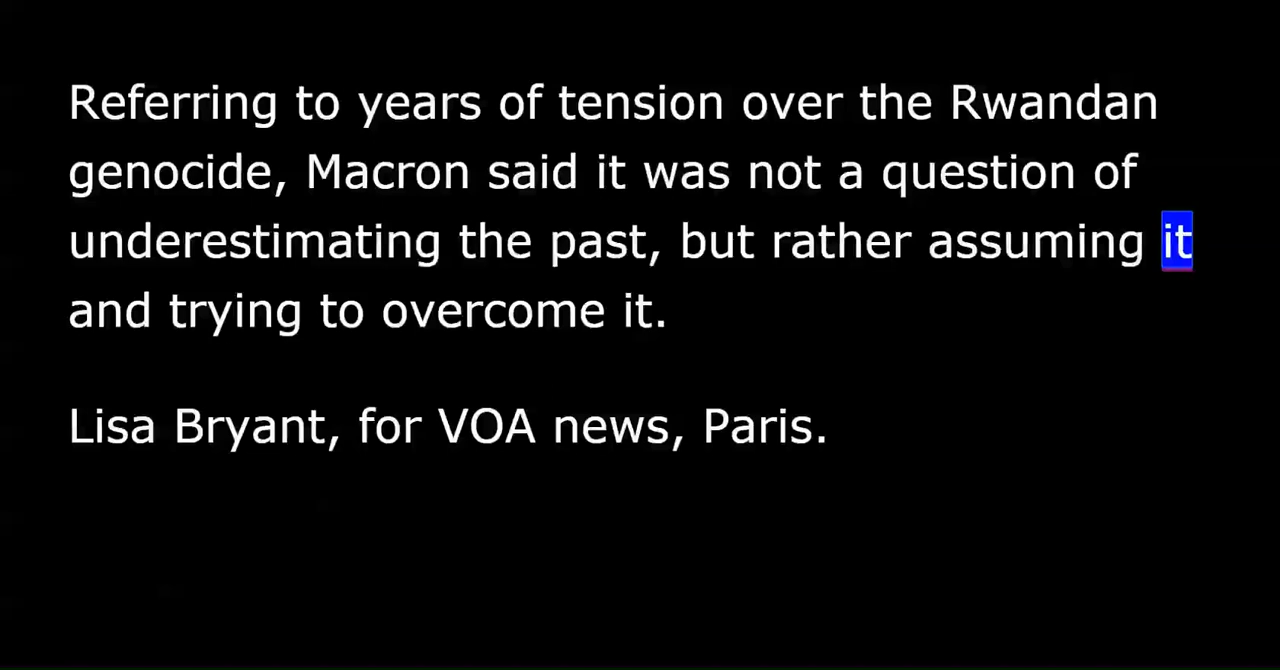 Referring to years of tension over the Rwandan
genocide, Macron said it was not a question of
underestimating the past, but rather assuming it
and trying to overcome it.
Lisa Bryant, for VOA news, Paris.